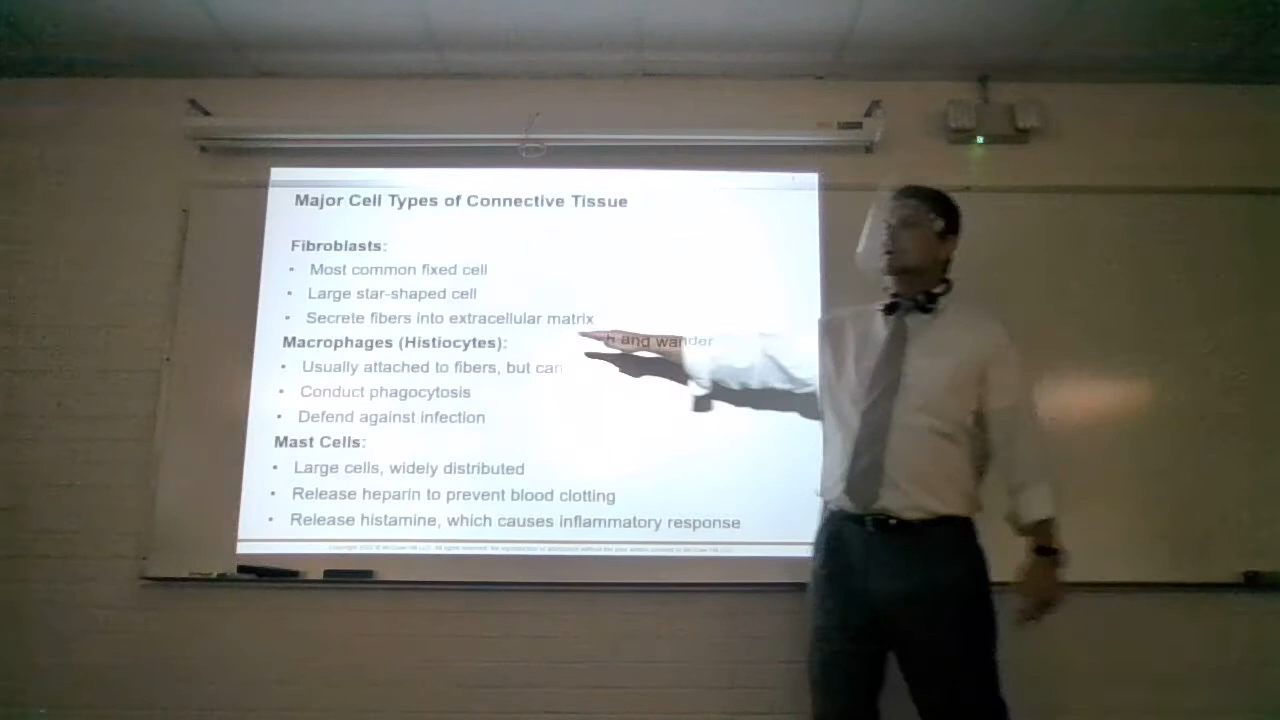 Major Cell Types of Connective Tissue
Fibroblasts:
• Most common fixed cell
• Large star-shaped cell
• Secrete fibers into extracellular matrix
Macrophages (Histiocytes):
• Usually attached to fibers, but can h and wander
• Conduct phagocytosis
• Defend against infection
Mast Cells:
• Large cells, widely distributed
• Release heparin to prevent blood clotting
• Release histamine, which causes inflammatory response